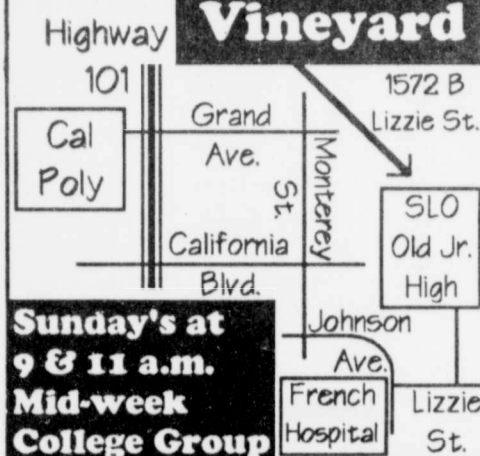 Vineyard
Highway
101
1572 B
Lizzie St.
Grand
Ave.
Cal
Poly
Monterey
St.
SLO
Old Jr.
High
California
Blvd.
Sunday's at
9 & 11 a.m.
Mid-week
College Group
Johnson
Ave.
French
Hospital
Lizzie
St.